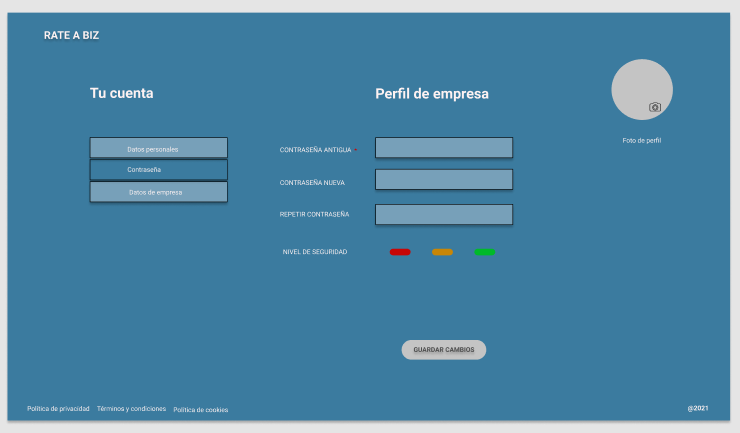 RATE A BIZ
Tu cuenta
Perfil de empresa
Foto de perfil
Datos personales
Contraseña
Datos de empresa
CONTRASEÑA ANTIGUA
CONTRASEÑA NUEVA
REPETIR CONTRASEÑA
NIVEL DE SEGURIDAD
GUARDAR CAMBIOS
Política de privacidad Términos y condiciones Política de cookies
@2021